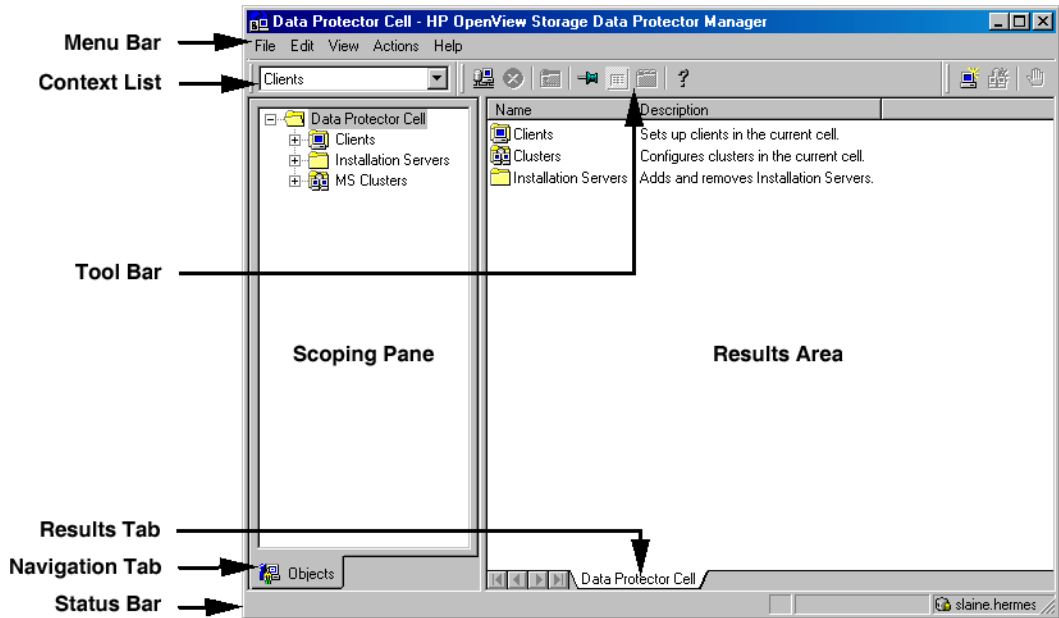 Data Protector Cell - HP OpenView Storage Data Protector Manager
Menu Bar
File Edit View Actions Help
Context List
Clients
?
Name Description
Data Protector Cell
Clients
Installation Servers
MS Clusters
Clients Sets up clients in the current cell.
Clusters Configures clusters in the current cell.
Installation Servers Adds and removes Installation Servers.
Tool Bar
Scoping Pane
Results Area
Results Tab
Navigation Tab
Objects
Data Protector Cell
Status Bar
slaine.hermes